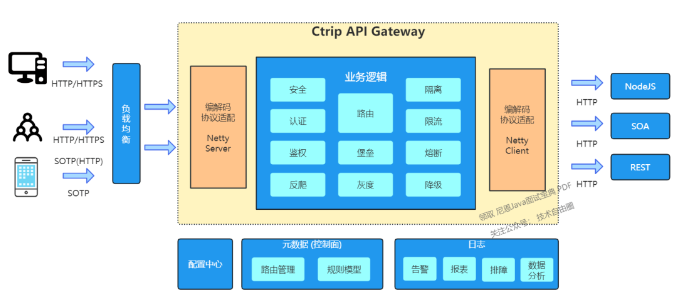 Ctrip API Gateway
HTTP/HTTPS
HTTP/HTTPS
SOTP(HTTP)
SOTP
负载均衡
编解码
协议适配
Netty
Server
业务逻辑
安全
认证
鉴权
反爬
路由
堡垒
灰度
隔离
限流
熔断
降级
编解码
协议适配
Netty
Client
HTTP
HTTP
HTTP
NodeJS
SOA
REST
领取 尼恩Java面试宝典 PDF
关注公众号： 技术自由圈
配置中心
元数据 (控制面)
路由管理
规则模型
日志
告警
报表
排障
数据
分析